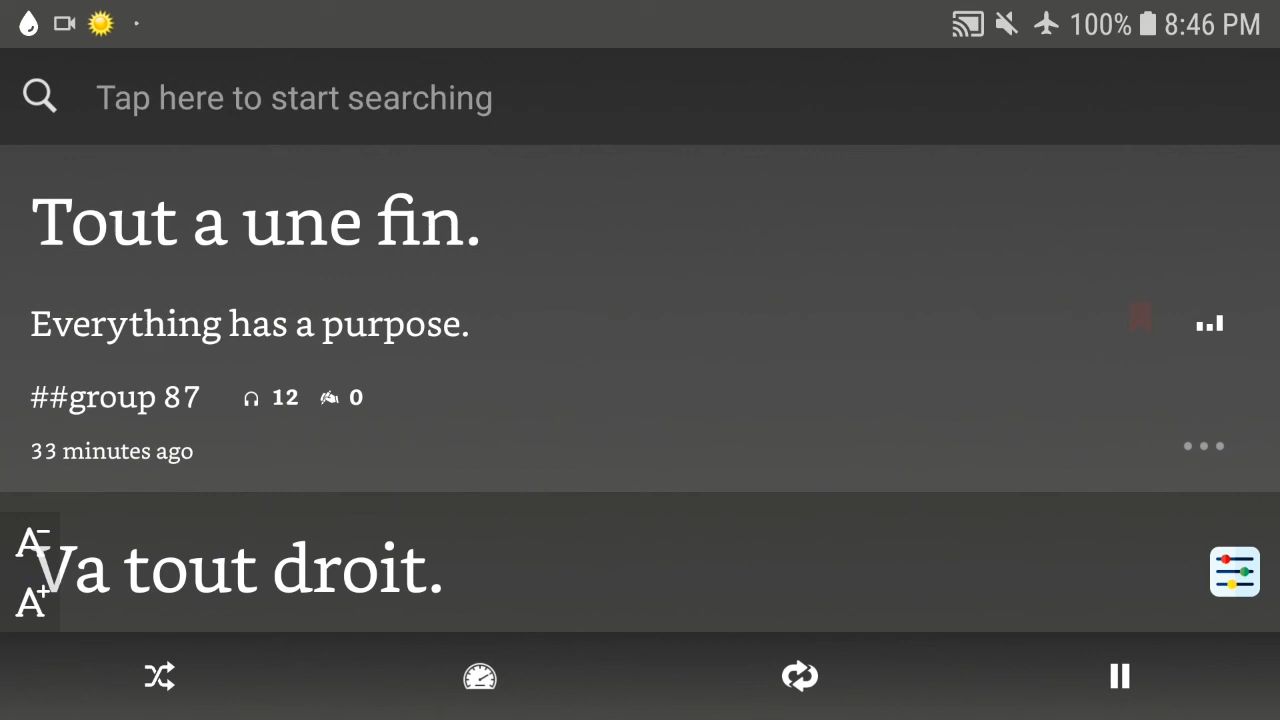 100% 8:46 PM
Tap here to start searching
Tout a une fin.
Everything has a purpose.
##group 87 12 0
33 minutes ago
A-
Va tout droit.
A+